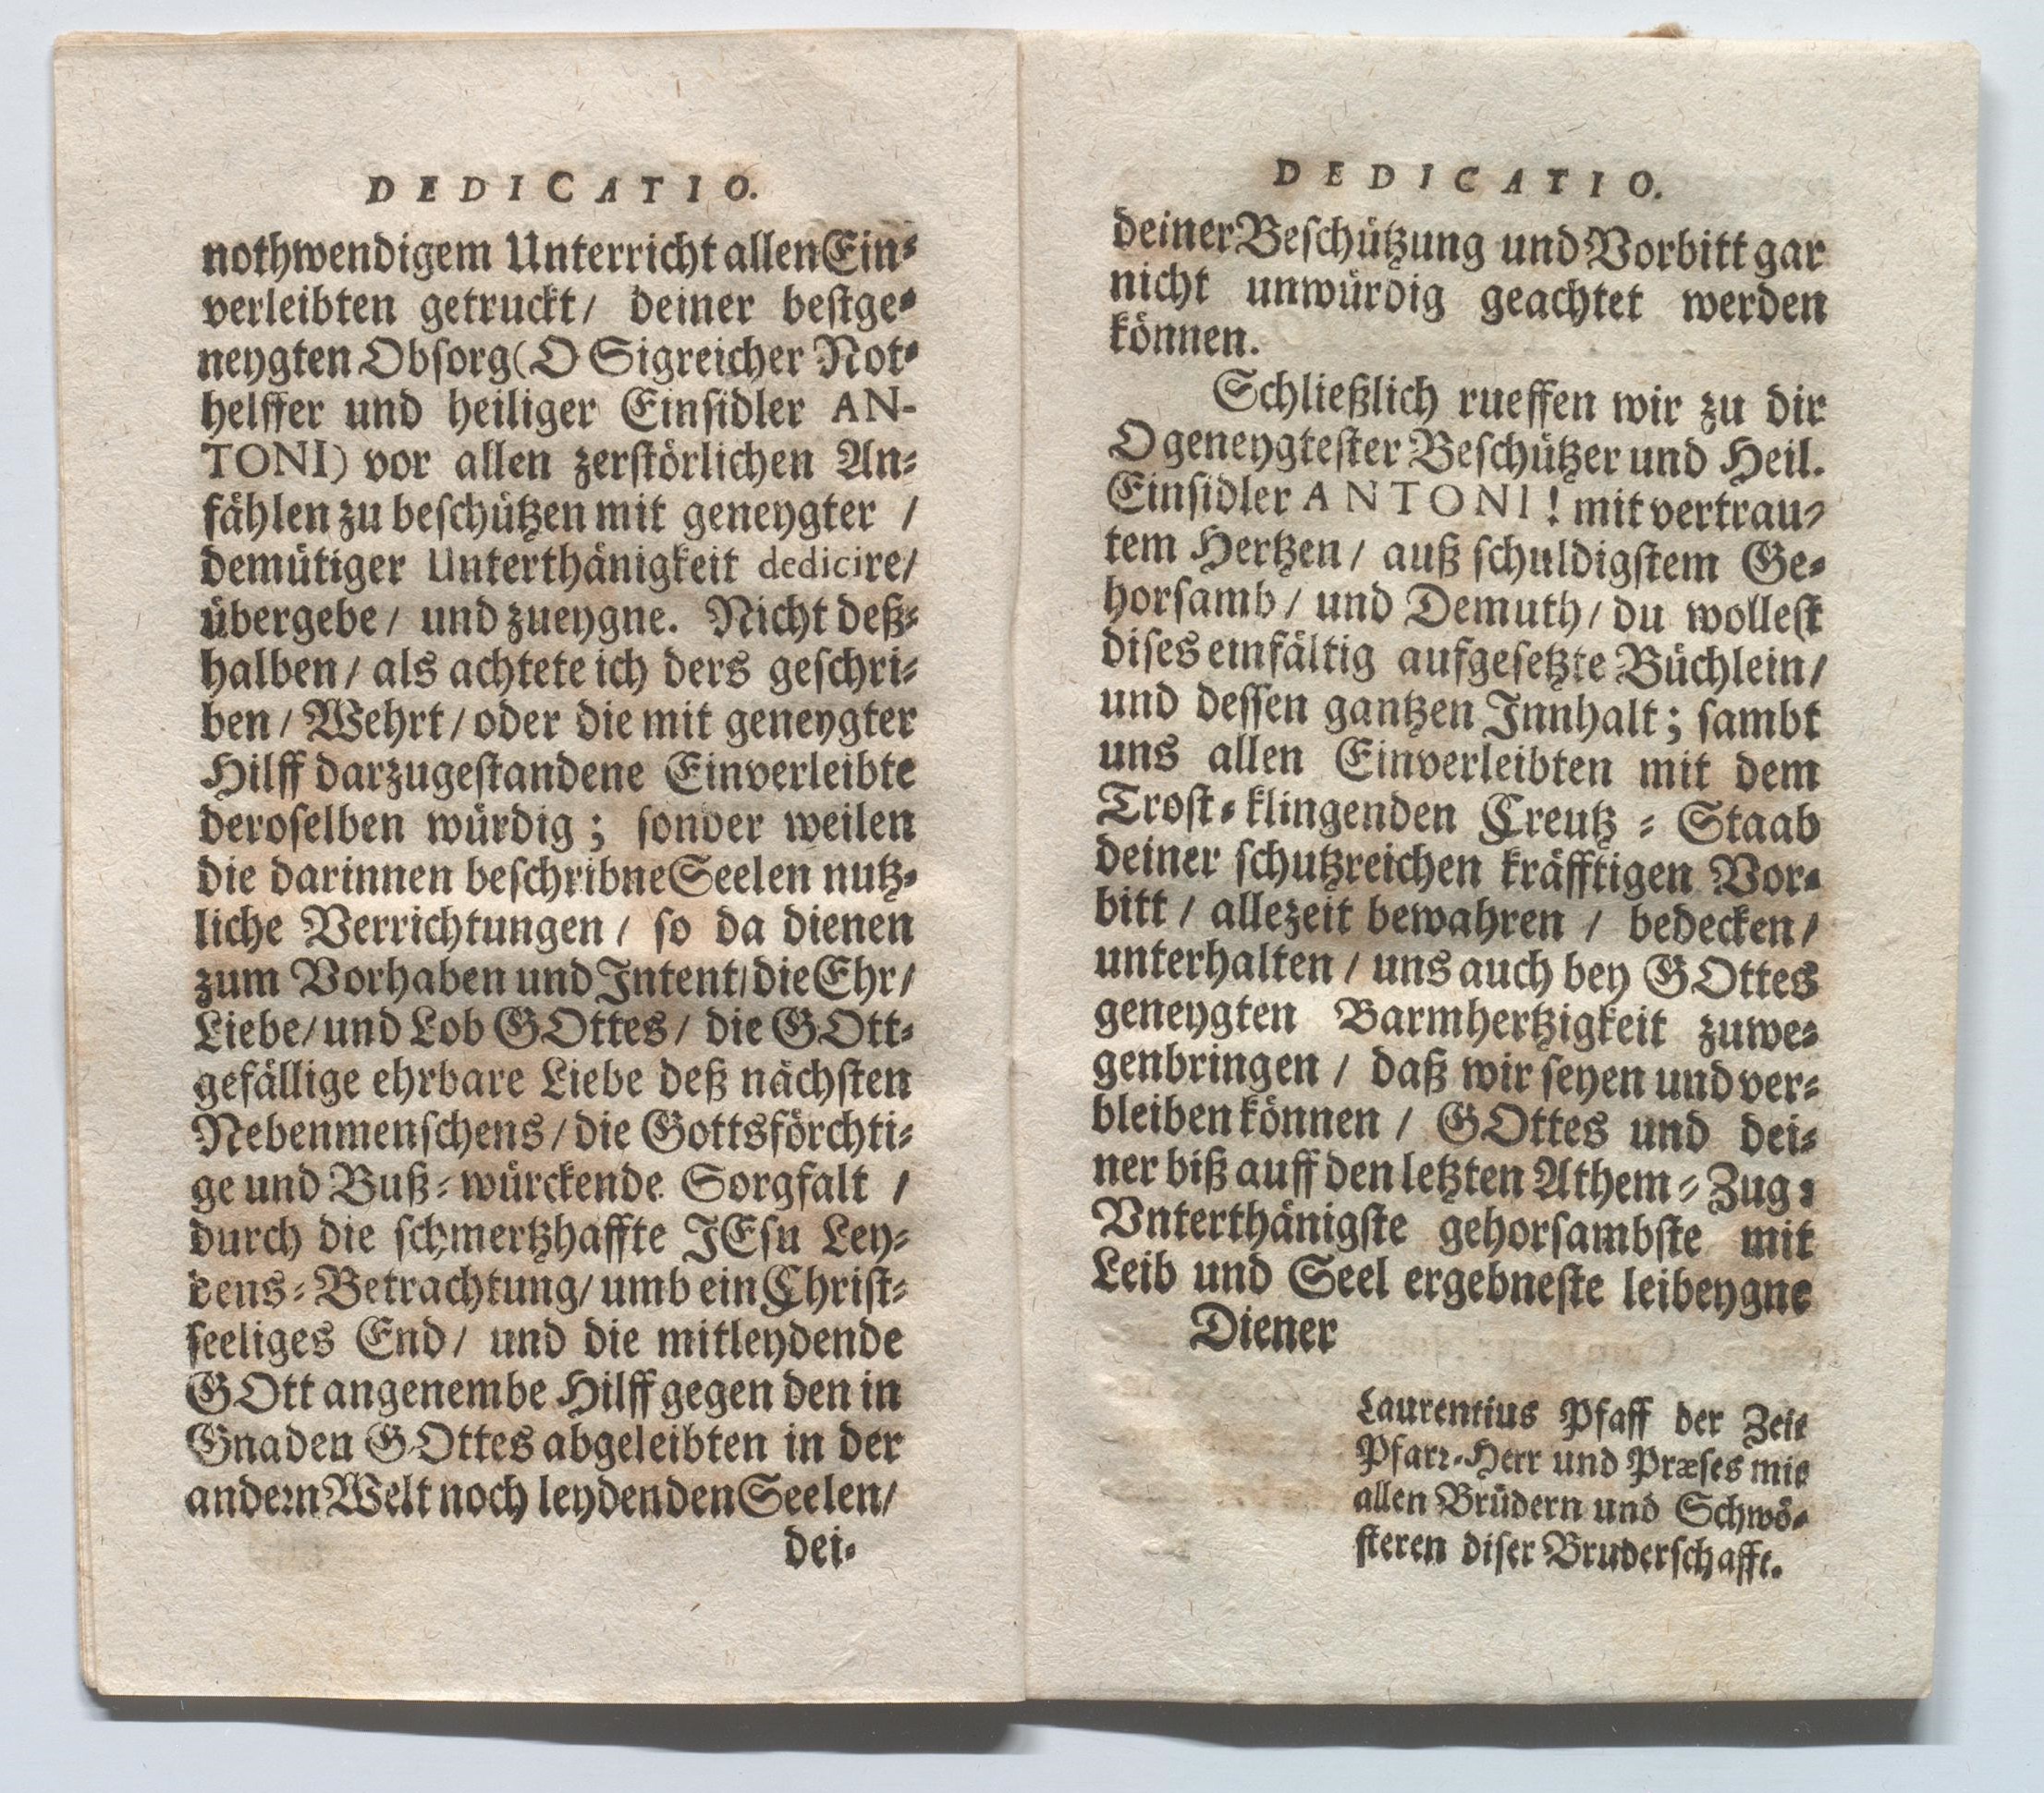 DEDICATIO.
nothwendigem Unterricht allen Ein-
verleibten getruckt/ deiner bestge-
neygten Obsorg (O Sigreicher Not-
helffer und heiliger Einsidler AN-
TONI) vor allen zerstörlichen An-
fählen zu beschützen mit geneygter /
demütiger Unterthänigkeit dedicire/
übergebe/ und zueygne. Nicht deß-
halben/ als achtete ich ders geschri-
ben/ Wehrt/ oder die mit geneygter
Hilff darzugestandene Einverleibte
deroselben würdig; sonder weilen
die darinnen beschribne Seelen nutz-
liche Verrichtungen/ so da dienen
zum Vorhaben und Intent/ die Ehr/
Liebe/ und Lob GOttes/ die GOtt-
gefällige ehrbare Liebe deß nächsten
Nebenmenschens/ die Gottsförchti-
ge und Buß-würckende Sorgfalt /
durch die schmertzhaffte JEsu Ley-
dens-Betrachtung/ umb ein Christ-
seeliges End/ und die mitleydende
GOtt angenembe Hilff gegen den in
Gnaden GOttes abgeleibten in der
andern Welt noch leydenden Seelen/
dei-
DEDICATIO.
deiner Beschützung und Vorbitt gar
nicht unwürdig geachtet werden
können.
Schließlich rueffen wir zu dir
O geneygtester Beschützer und Heil.
Einsidler ANTONI! mit vertrau-
tem Hertzen/ auß schuldigstem Ge-
horsamb/ und Demuth/ du wollest
dises einfältig aufgesetzte Büchlein/
und dessen gantzen Innhalt; sambt
uns allen Einverleibten mit dem
Trost-klingenden Creutz-Staab
deiner schutzreichen kräfftigen Vor-
bitt/ allezeit bewahren / bedecken/
unterhalten/ uns auch bey GOttes
geneygten Barmhertzigkeit zuwe-
genbringen/ daß wir seyen und ver-
bleiben können/ GOttes und dei-
ner biß auff den letzten Athem-Zug:
Vnterthänigste gehorsambste mit
Leib und Seel ergebneste leibeygne
Diener
Laurentius Pfaff der Zeit
Pfarr-Herr und Præses mit
allen Brüdern und Schwö-
steren diser Bruderschafft.